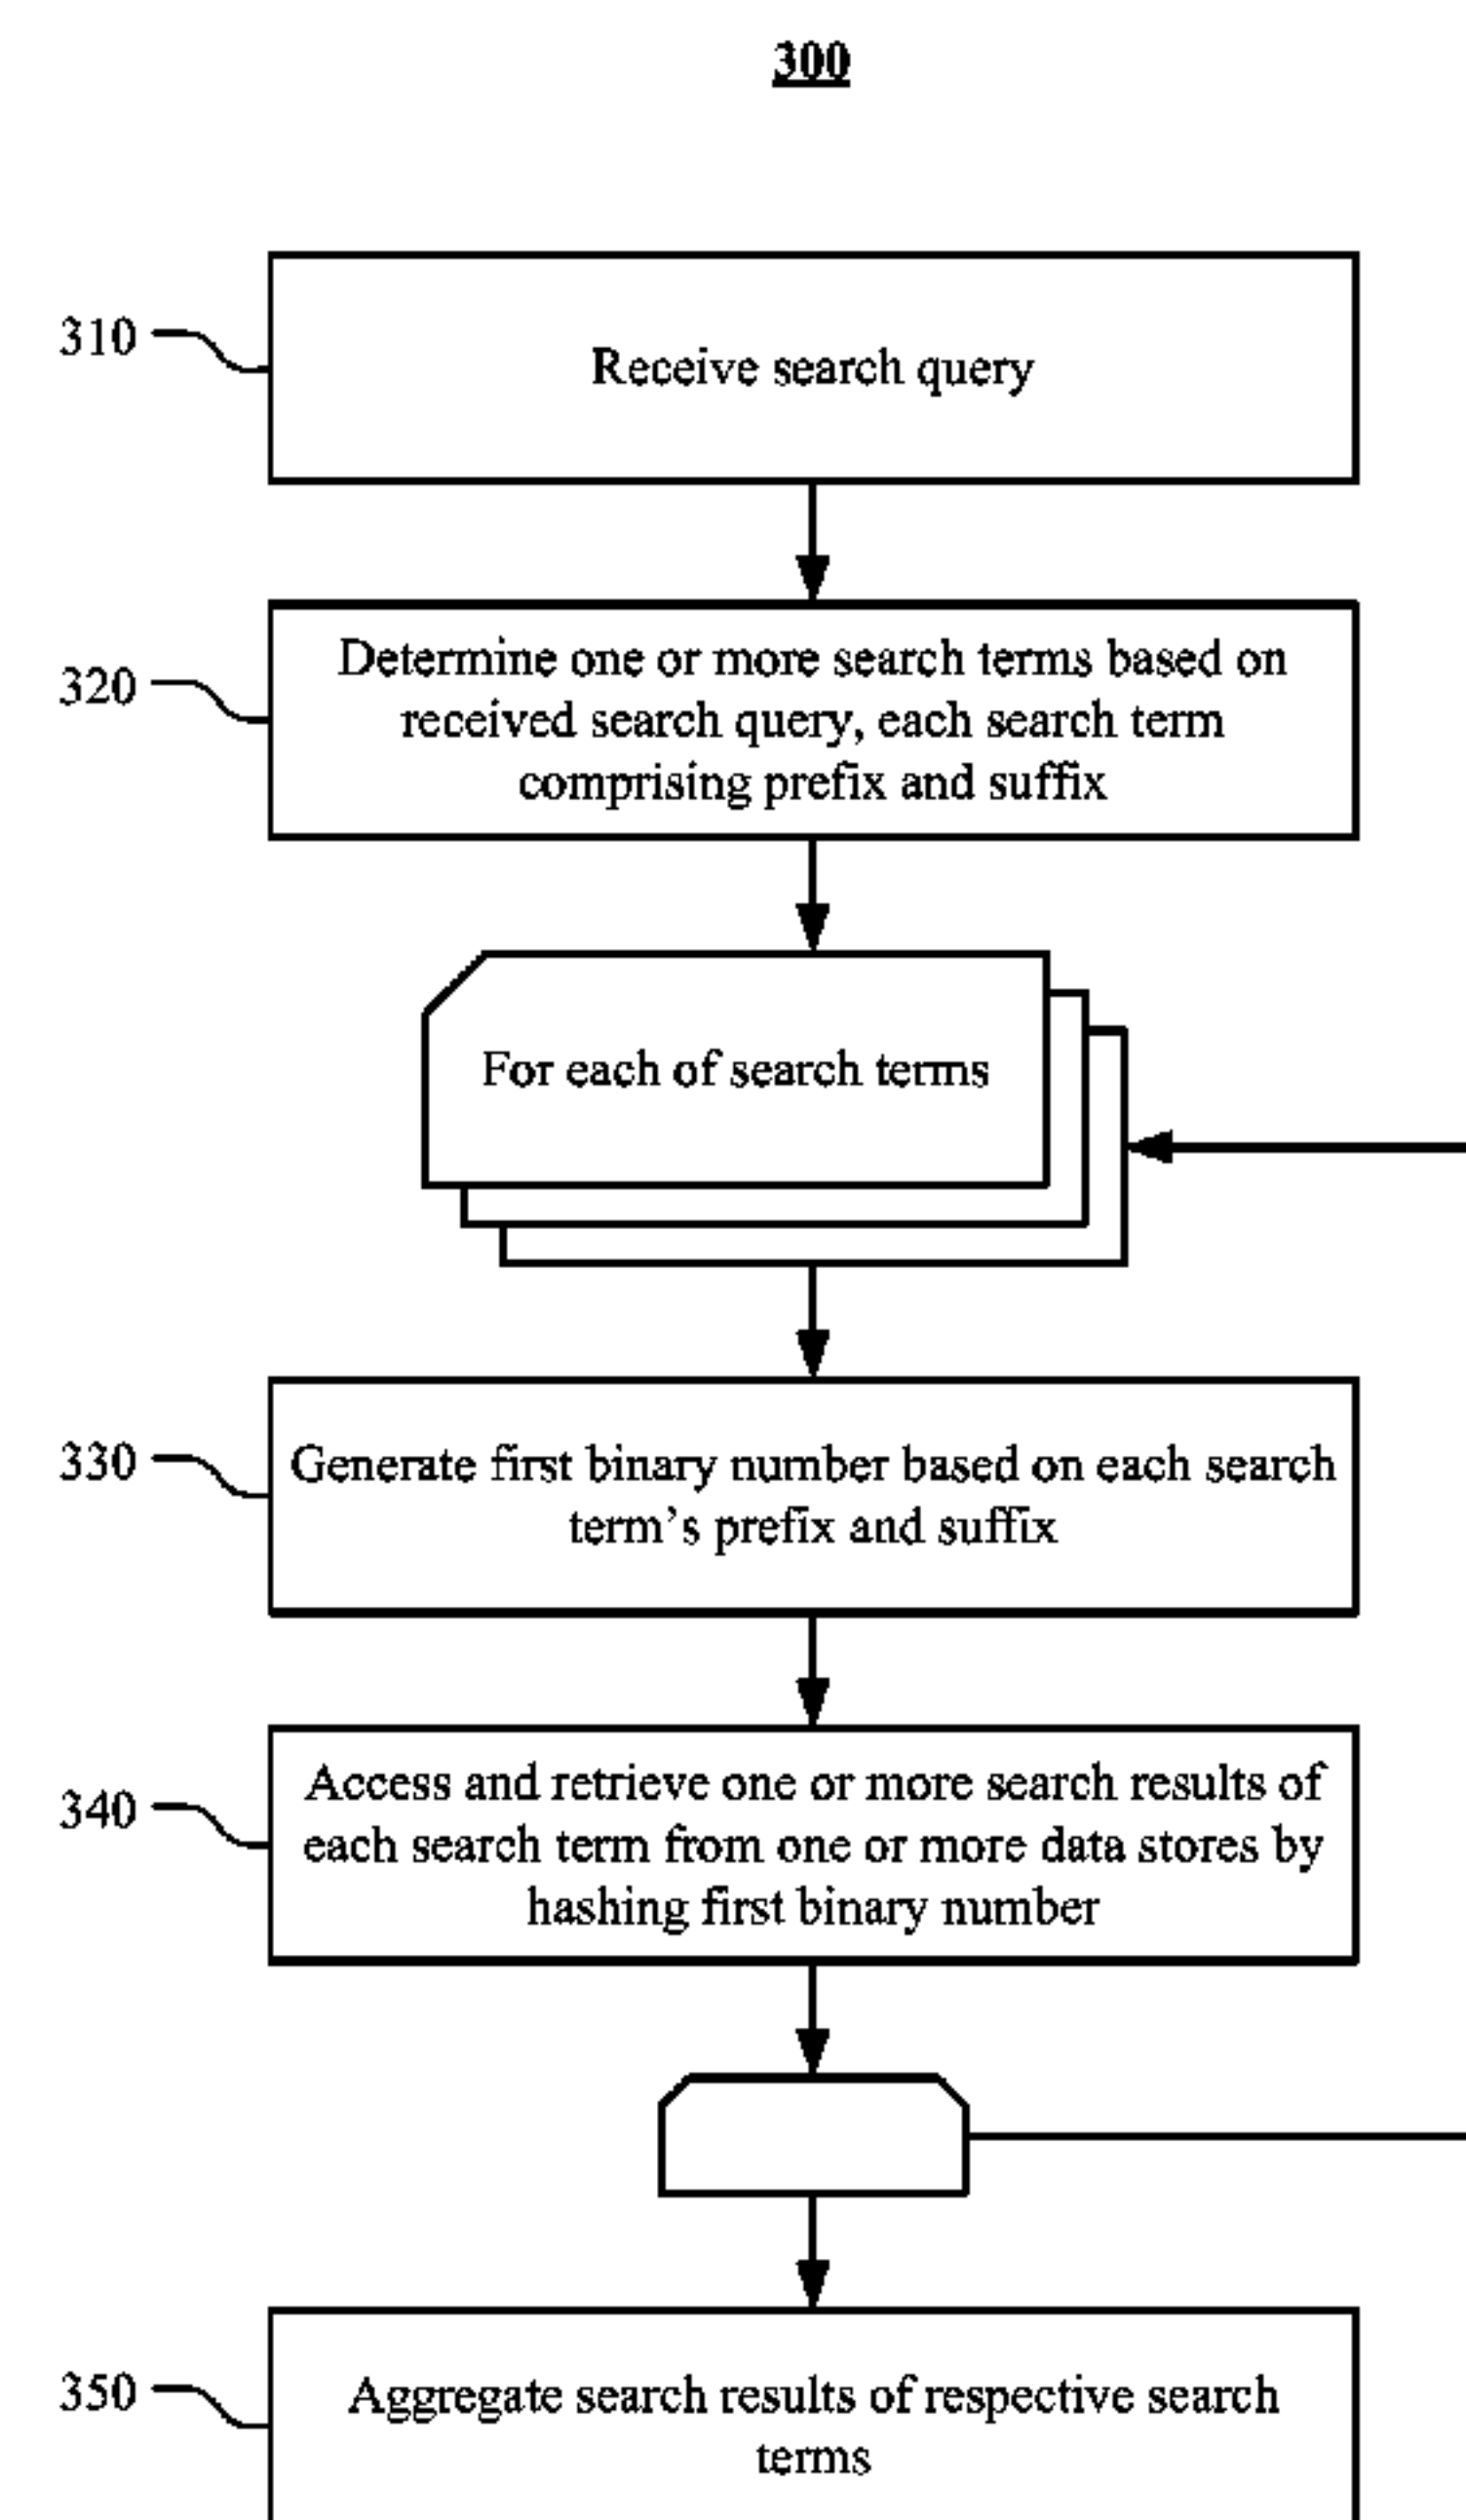 300
310
Receive search query
320
Determine one or more search terms based on
received search query, each search term
comprising prefix and suffix
For each of search terms
330
Generate first binary number based on each search
term's prefix and suffix
340
Access and retrieve one or more search results of
each search term from one or more data stores by
hashing first binary number
350
Aggregate search results of respective search
terms